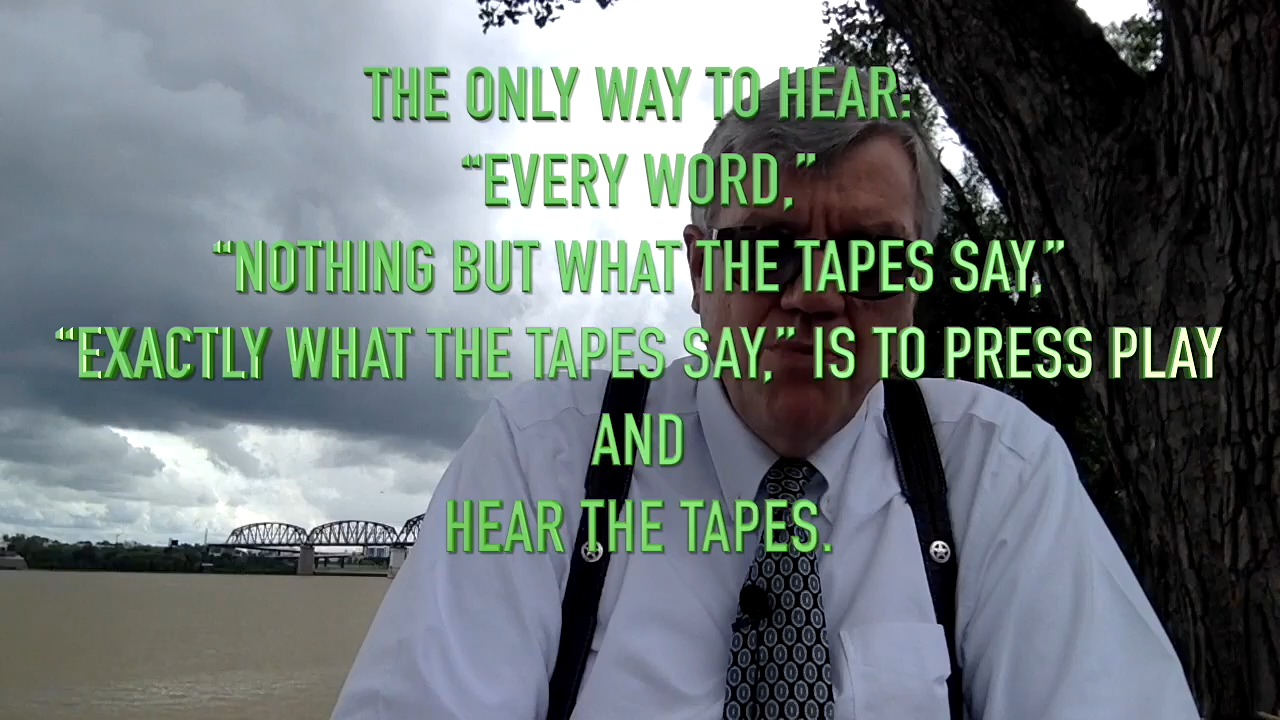 THE ONLY WAY TO HEAR:
“EVERY WORD,”
“NOTHING BUT WHAT THE TAPES SAY,”
“EXACTLY WHAT THE TAPES SAY,” IS TO PRESS PLAY
AND
HEAR THE TAPES.